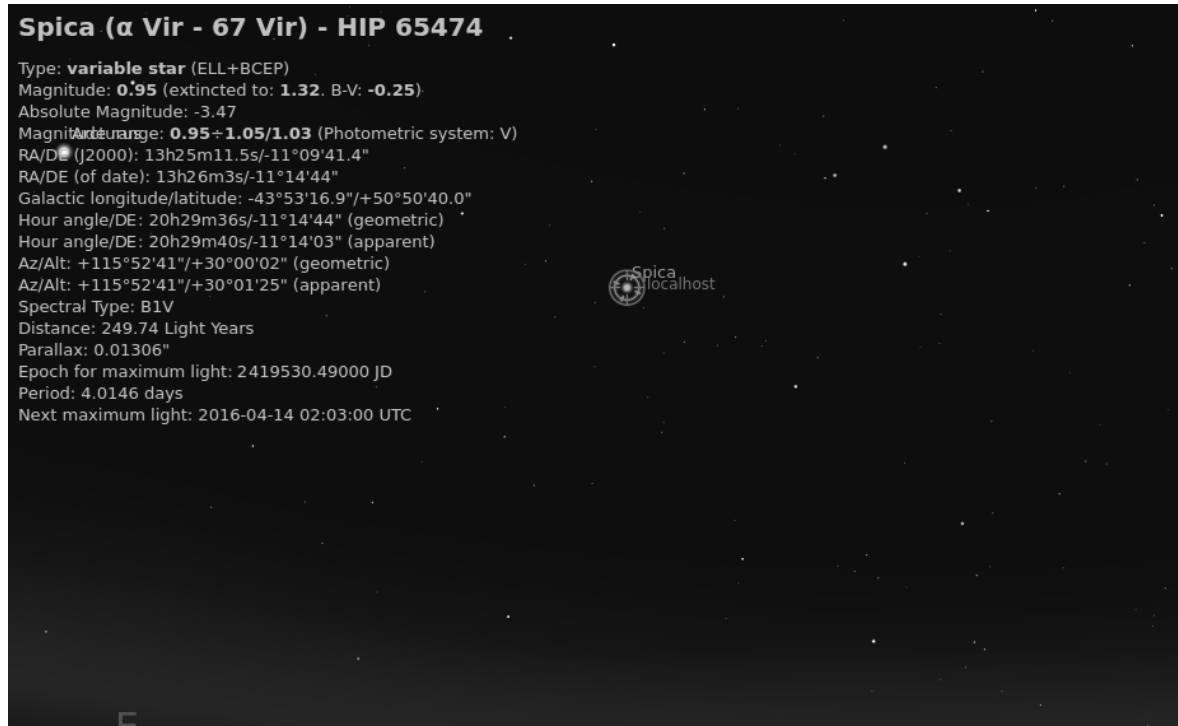 Spica (α Vir - 67 Vir) - HIP 65474
Type: variable star (ELL+BCEP)
Magnitude: 0.95 (extincted to: 1.32. B-V: -0.25)
Absolute Magnitude: -3.47
Magnitude range: 0.95÷1.05/1.03 (Photometric system: V)
Arcturus
RA/DE (J2000): 13h25m11.5s/-11°09'41.4"
RA/DE (of date): 13h26m3s/-11°14'44"
Galactic longitude/latitude: -43°53'16.9"/+50°50'40.0"
Hour angle/DE: 20h29m36s/-11°14'44" (geometric)
Hour angle/DE: 20h29m40s/-11°14'03" (apparent)
Az/Alt: +115°52'41"/+30°00'02" (geometric)
Az/Alt: +115°52'41"/+30°01'25" (apparent)
Spectral Type: B1V
Distance: 249.74 Light Years
Parallax: 0.01306"
Epoch for maximum light: 2419530.49000 JD
Period: 4.0146 days
Next maximum light: 2016-04-14 02:03:00 UTC
Spica
localhost